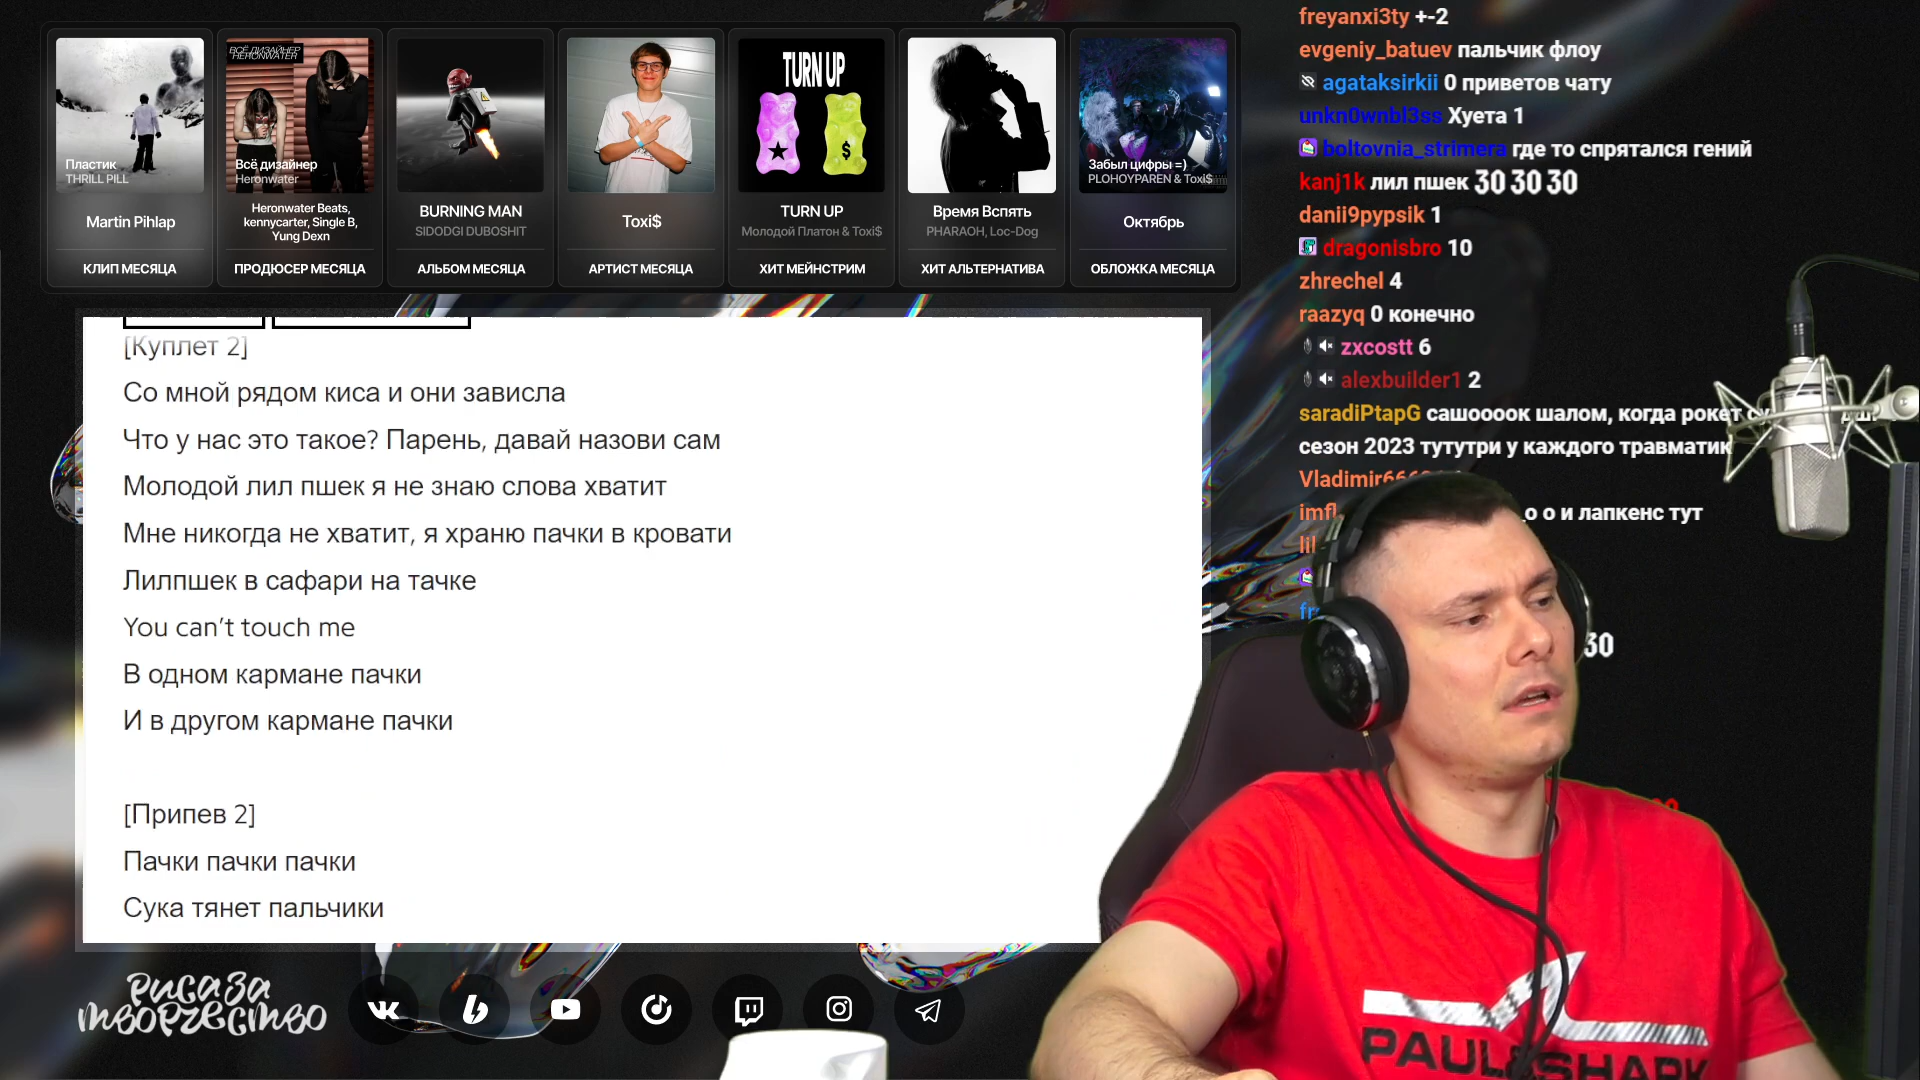 Пластик
THRILL PILL
Martin Pihlap
КЛИП МЕСЯЦА
ВСЁ ДИЗАЙНЕР
HERONWATER
Всё дизайнер
Heronwater
Heronwater Beats,
kennycarter, Single B,
Yung Dexn
ПРОДЮСЕР МЕСЯЦА
BURNING MAN
SIDODGI DUBOSHIT
АЛЬБОМ МЕСЯЦА
Toxi$
АРТИСТ МЕСЯЦА
TURN UP
TURN UP
Молодой Платон & Toxi$
ХИТ МЕЙНСТРИМ
Время Вспять
PHARAOH, Loc-Dog
ХИТ АЛЬТЕРНАТИВА
Забыл цифры =)
PLOHOYPAREN & Toxi$
Октябрь
ОБЛОЖКА МЕСЯЦА
[Куплет 2]
Со мной рядом киса и они зависла
Что у нас это такое? Парень, давай назови сам
Молодой лил пшек я не знаю слова хватит
Мне никогда не хватит, я храню пачки в кровати
Лилпшек в сафари на тачке
You can't touch me
В одном кармане пачки
И в другом кармане пачки
[Припев 2]
Пачки пачки пачки
Сука тянет пальчики
freyanxi3ty +-2
evgeniy_batuev пальчик флоу
agataksirkii 0 приветов чату
unkn0wnbl3ss Хуета 1
boltovnia_strimera где то спрятался гений
kanj1k лил пшек 30 30 30
danii9pypsik 1
dragonisbro 10
zhrechel 4
raazyq 0 конечно
zxcostt 6
alexbuilder1 2
saradiPtapG сашоооок шалом, когда рокет
сезон 2023 тутутри у каждого травматик
о о и лапкенс тут
lil
30
РИСАЗА
ТВОРЧЕСТВО
PAUL&SHARK